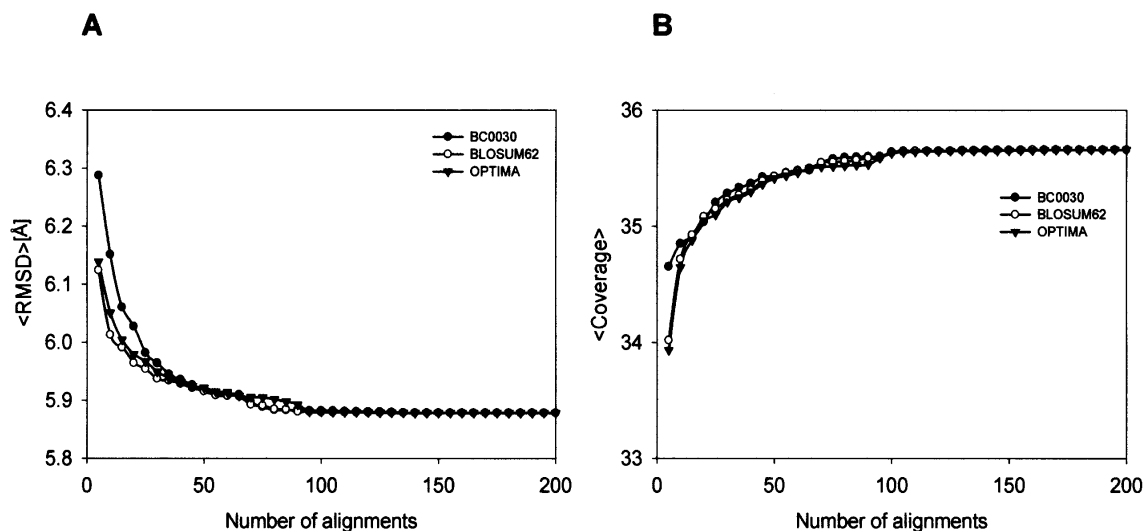 A
B
<RMSD>[Å]
6.4
6.3
6.2
6.1
6.0
5.9
5.8
BC0030
BLOSUM62
OPTIMA
0
50
100
150
200
Number of alignments
<Coverage>
36
35
34
33
BC0030
BLOSUM62
OPTIMA
0
50
100
150
200
Number of alignments